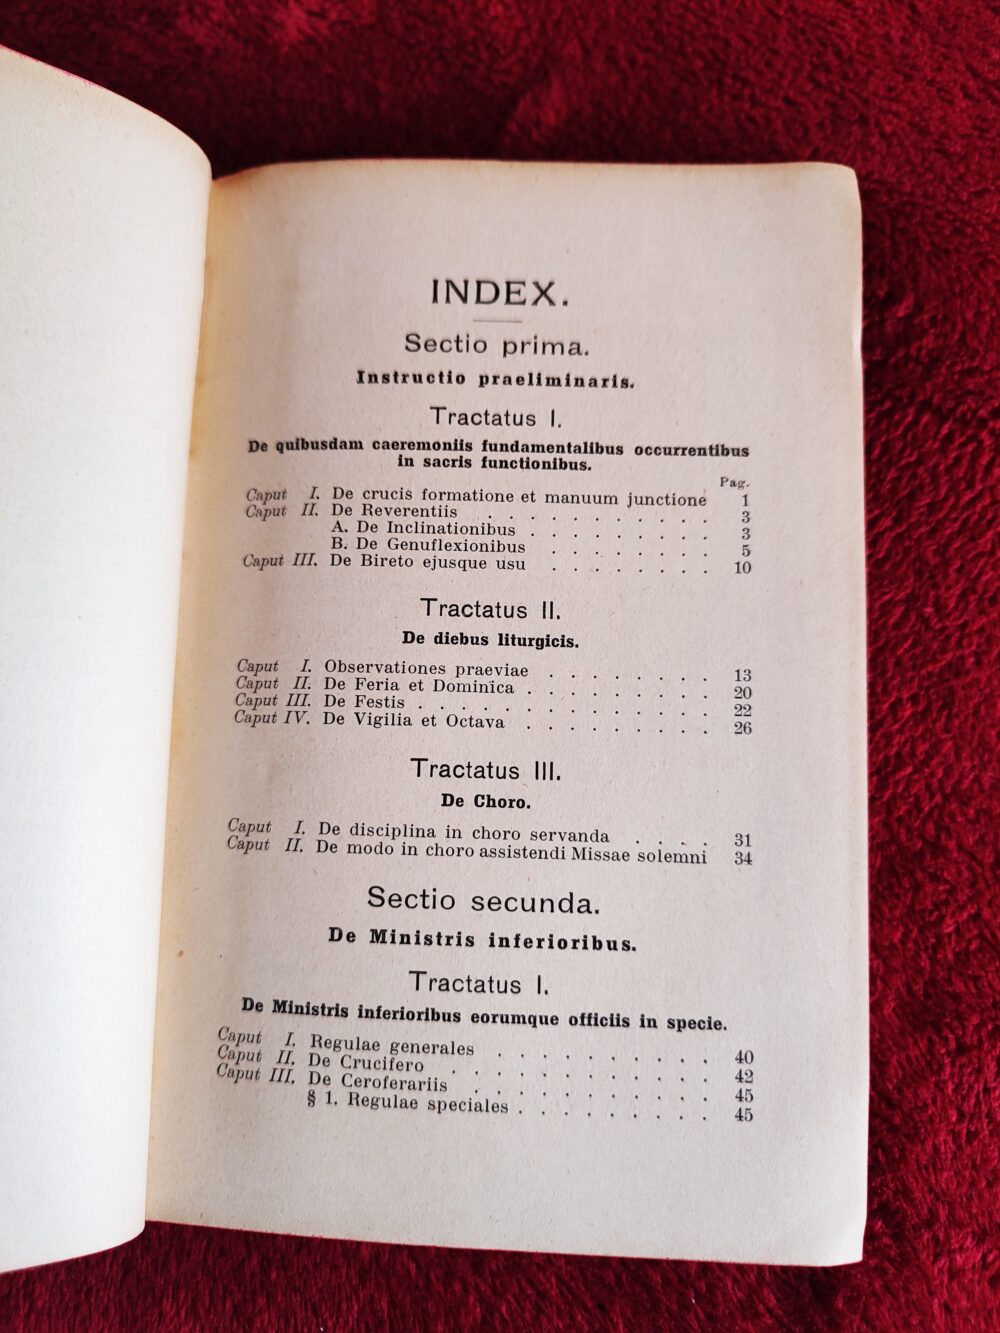 INDEX.
Sectio prima.
Instructio praeliminaris.
Tractatus I.
De quibusdam caeremoniis fundamentalibus occurrentibus
in sacris functionibus.
Pag.
Caput I. De crucis formatione et manuum junctione 1
Caput II. De Reverentiis . . . . . . . . . . . 3
A. De Inclinationibus . . . . . . . . . 3
B. De Genuflexionibus . . . . . . . . 5
Caput III. De Bireto ejusque usu . . . . . . . . 10
Tractatus II.
De diebus liturgicis.
Caput I. Observationes praeviae . . . . . . . . 13
Caput II. De Feria et Dominica . . . . . . . . . 20
Caput III. De Festis . . . . . . . . . . . . . . 22
Caput IV. De Vigilia et Octava . . . . . . . . . 26
Tractatus III.
De Choro.
Caput I. De disciplina in choro servanda . . . . 31
Caput II. De modo in choro assistendi Missae solemni 34
Sectio secunda.
De Ministris inferioribus.
Tractatus I.
De Ministris inferioribus eorumque officiis in specie.
Caput I. Regulae generales . . . . . . . . . . 40
Caput II. De Crucifero . . . . . . . . . . . . 42
Caput III. De Ceroferariis . . . . . . . . . . . 45
§ 1. Regulae speciales . . . . . . . . . 45